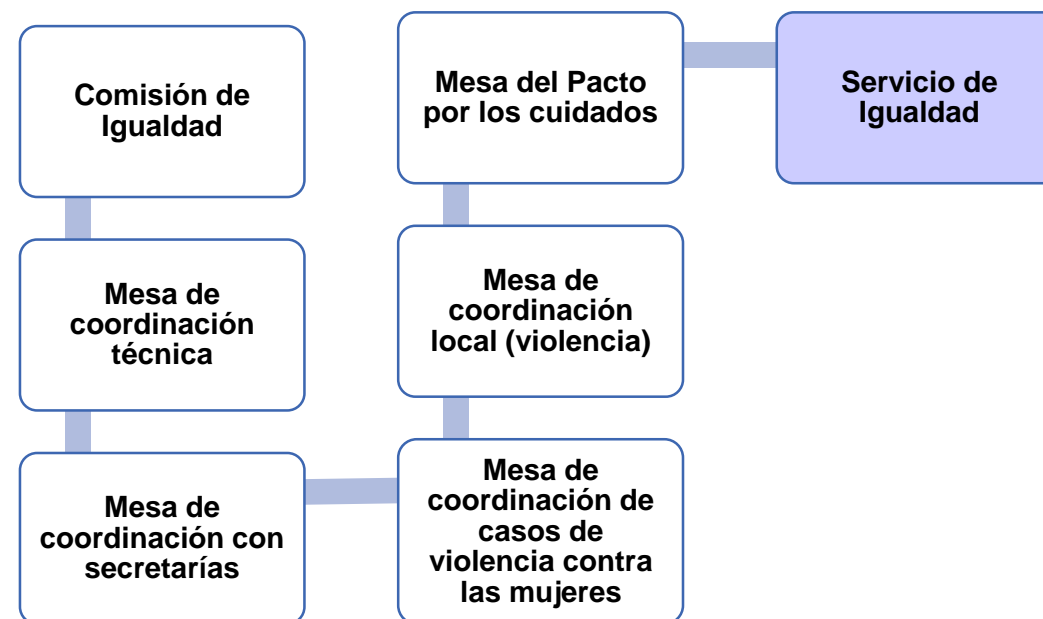 Comisión de
Igualdad
Mesa de
coordinación
técnica
Mesa de
coordinación con
secretarías
Mesa de
coordinación de
casos de
violencia contra
las mujeres
Mesa de
coordinación
local (violencia)
Mesa del Pacto
por los cuidados
Servicio de
Igualdad